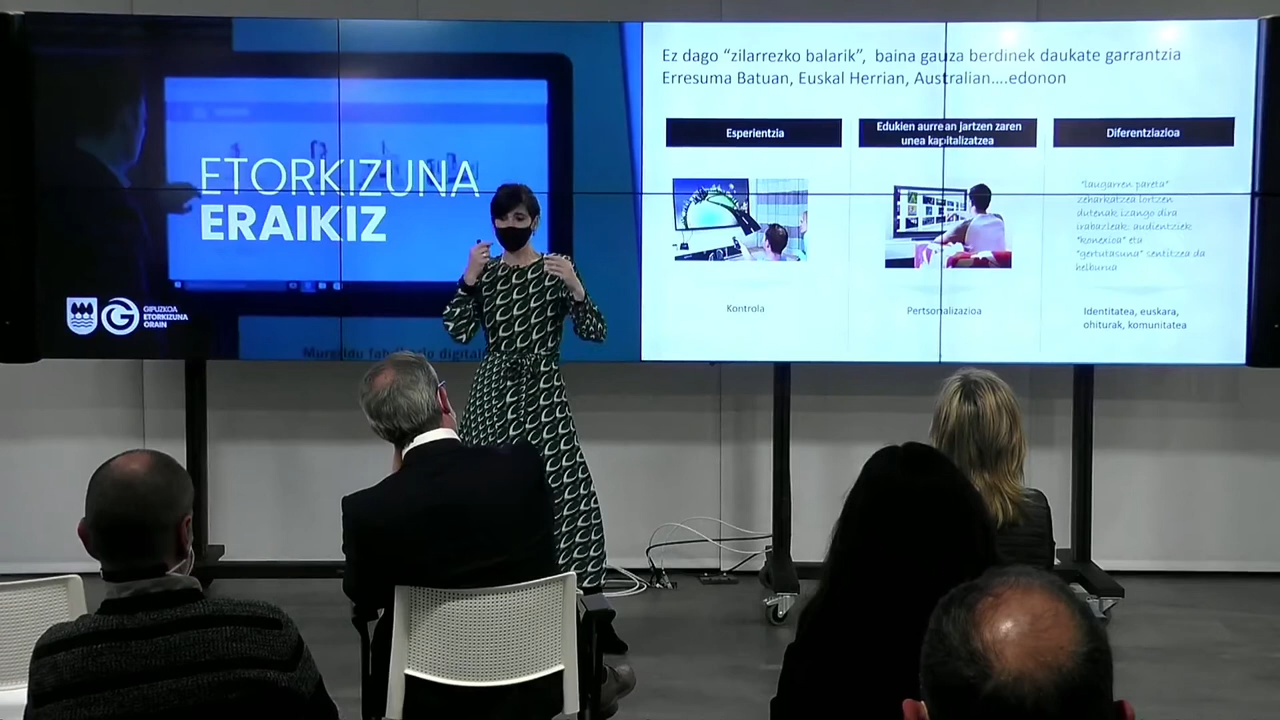 ETORKIZUNA
ERAIKIZ
GIPUZKOA
ETORKIZUNA
ORAIN
Ez dago “zilarrezko balarik”, baina gauza berdinek daukate garrantzia
Erresuma Batuan, Euskal Herrian, Australian....edonon
Esperientzia
Kontrola
Edukien aurrean jartzen zaren
unea kapitalizatzea
Pertsonalizazioa
Diferentziazioa
"laugarren pareta"
zeharkatzea lortzen
dutenak izango dira
irabazleak: audientziek
"konexioa" eta
"gertutasuna" sentitzea da
helburua
Identitatea, euskara,
ohiturak, komunitatea